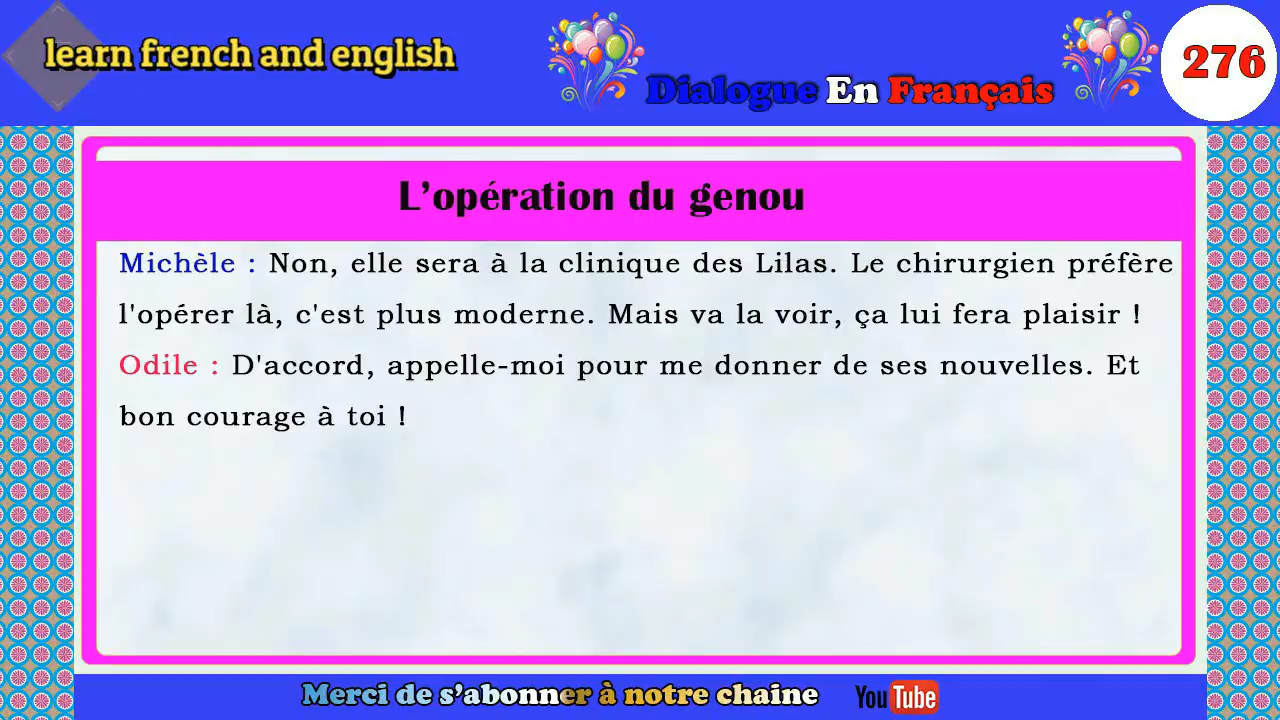 learn french and english
Dialogue En Français
276
L’opération du genou
Michèle : Non, elle sera à la clinique des Lilas. Le chirurgien préfère
l'opérer là, c'est plus moderne. Mais va la voir, ça lui fera plaisir !
Odile : D'accord, appelle-moi pour me donner de ses nouvelles. Et
bon courage à toi !
Merci de s’abonner à notre chaine
YouTube